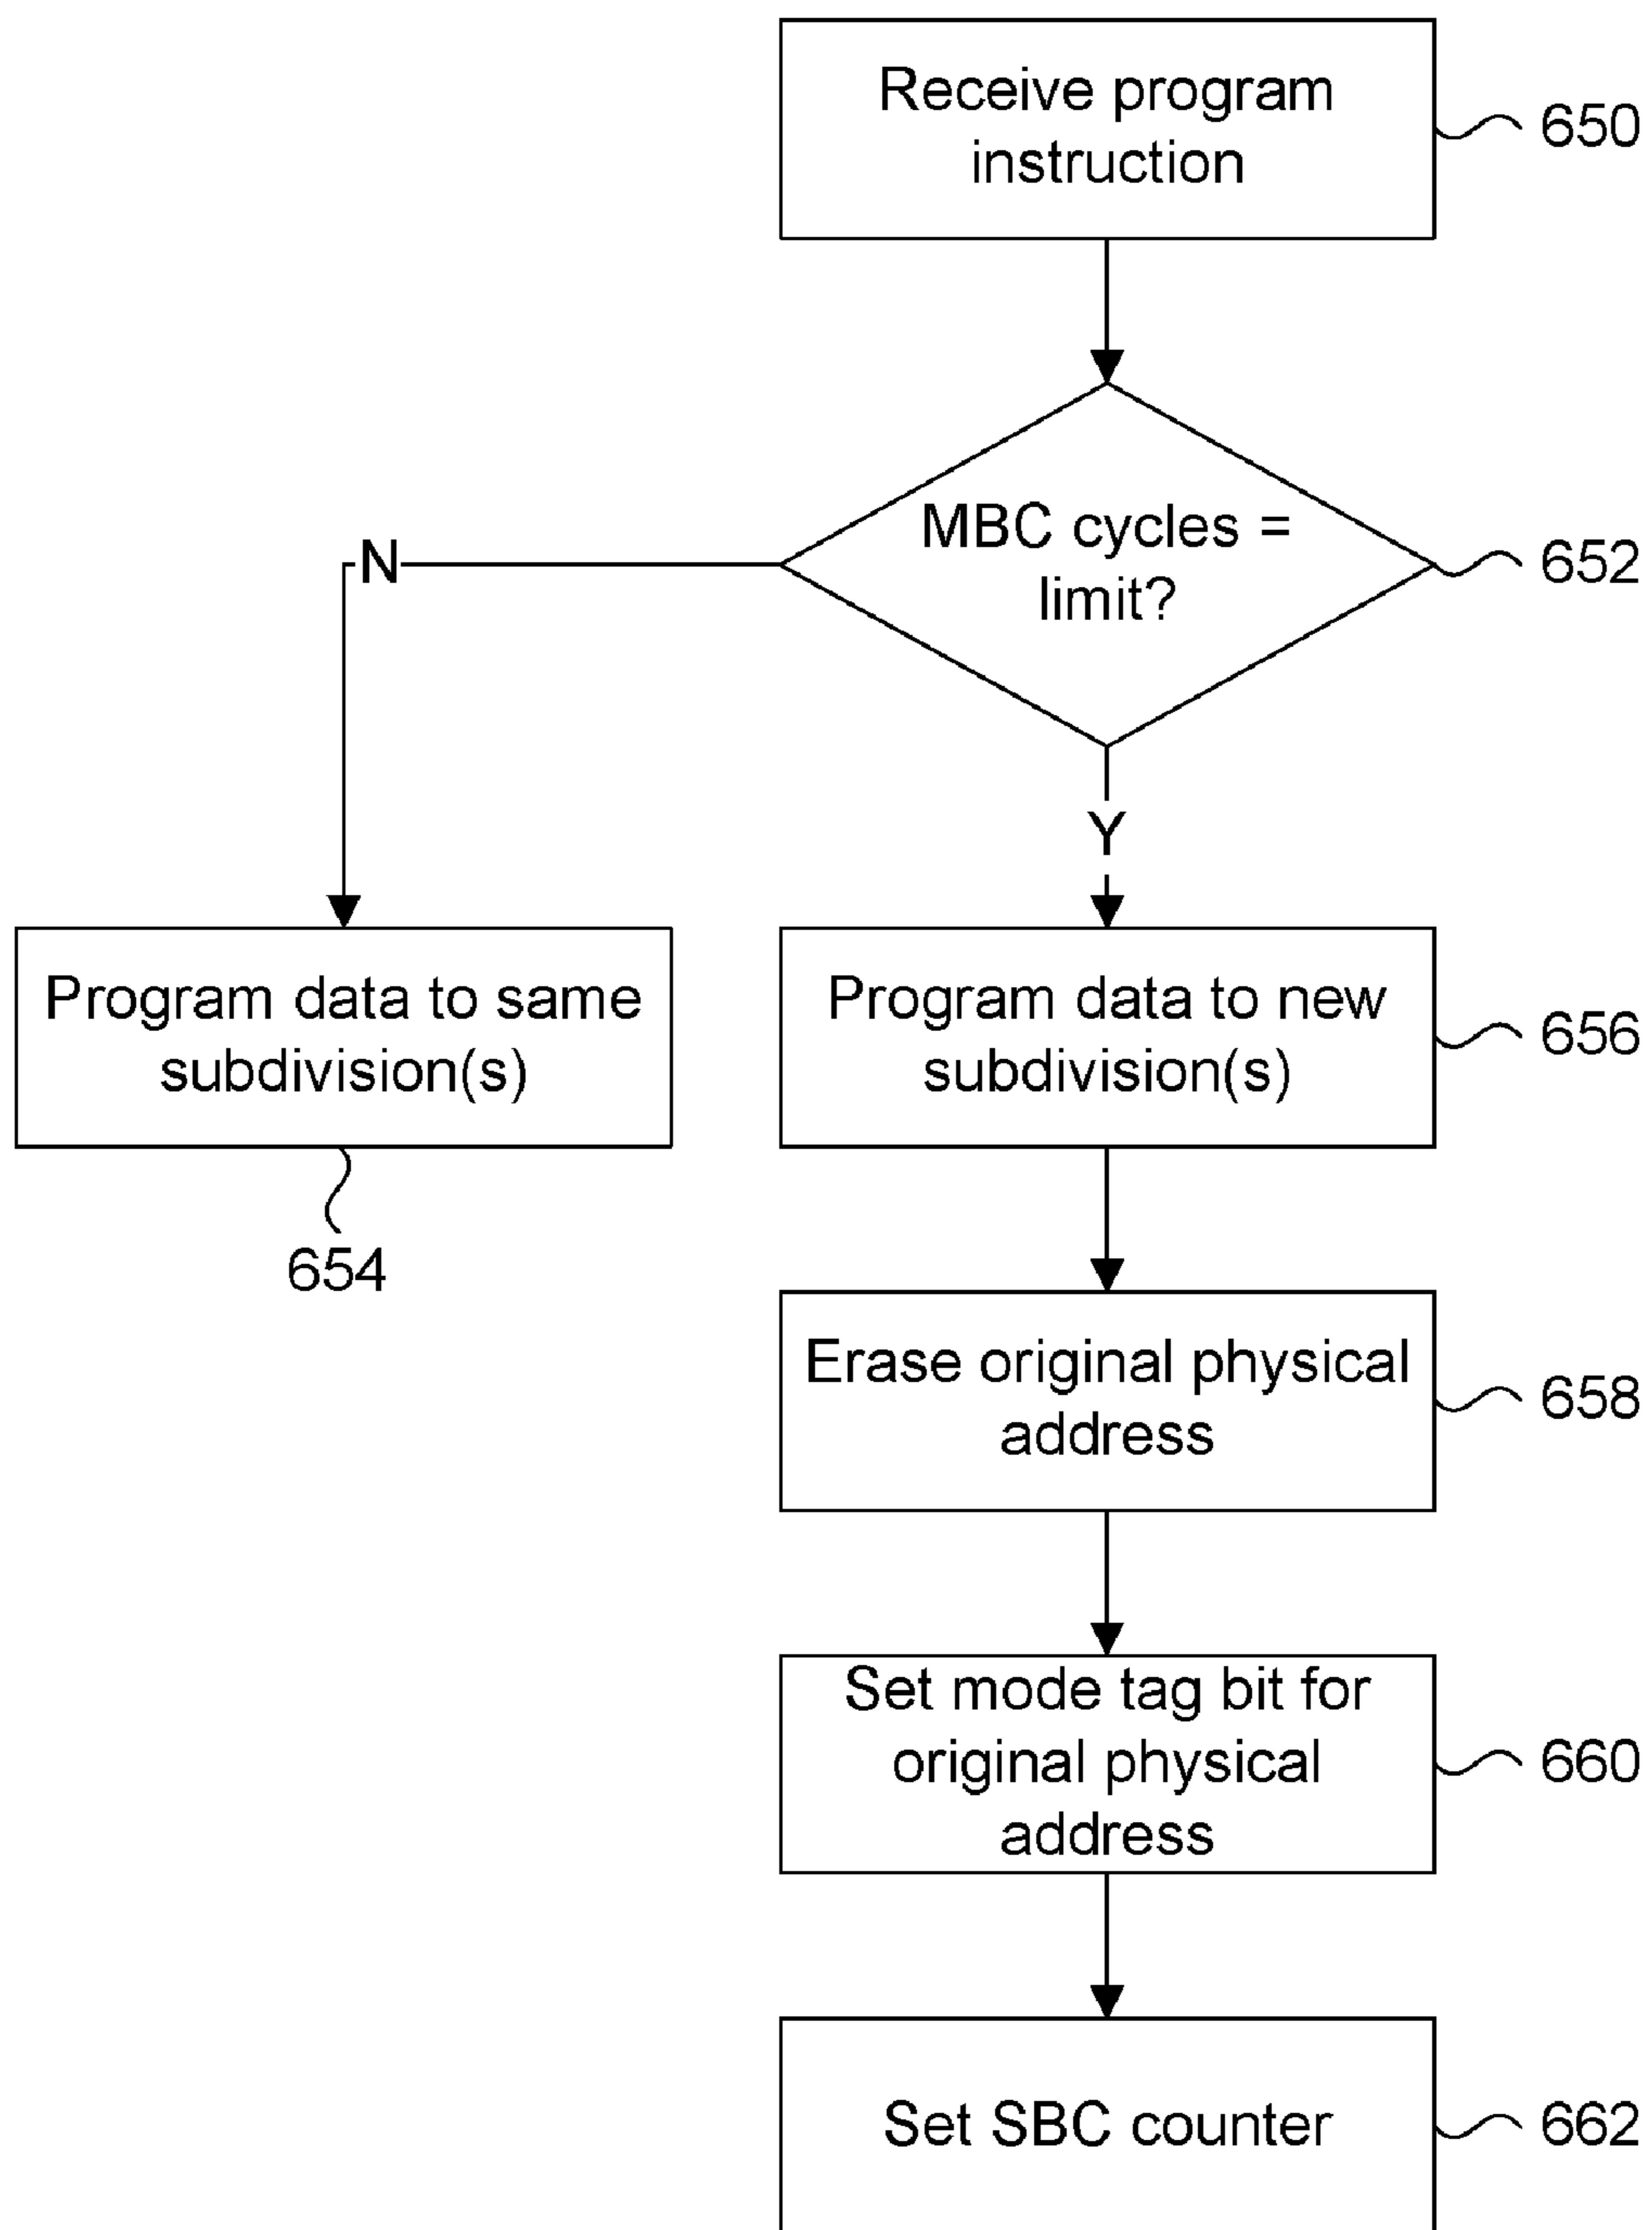 Receive program
instruction
650
MBC cycles =
limit?
652
N
Y
Program data to same
subdivision(s)
654
Program data to new
subdivision(s)
656
Erase original physical
address
658
Set mode tag bit for
original physical
address
660
Set SBC counter
662